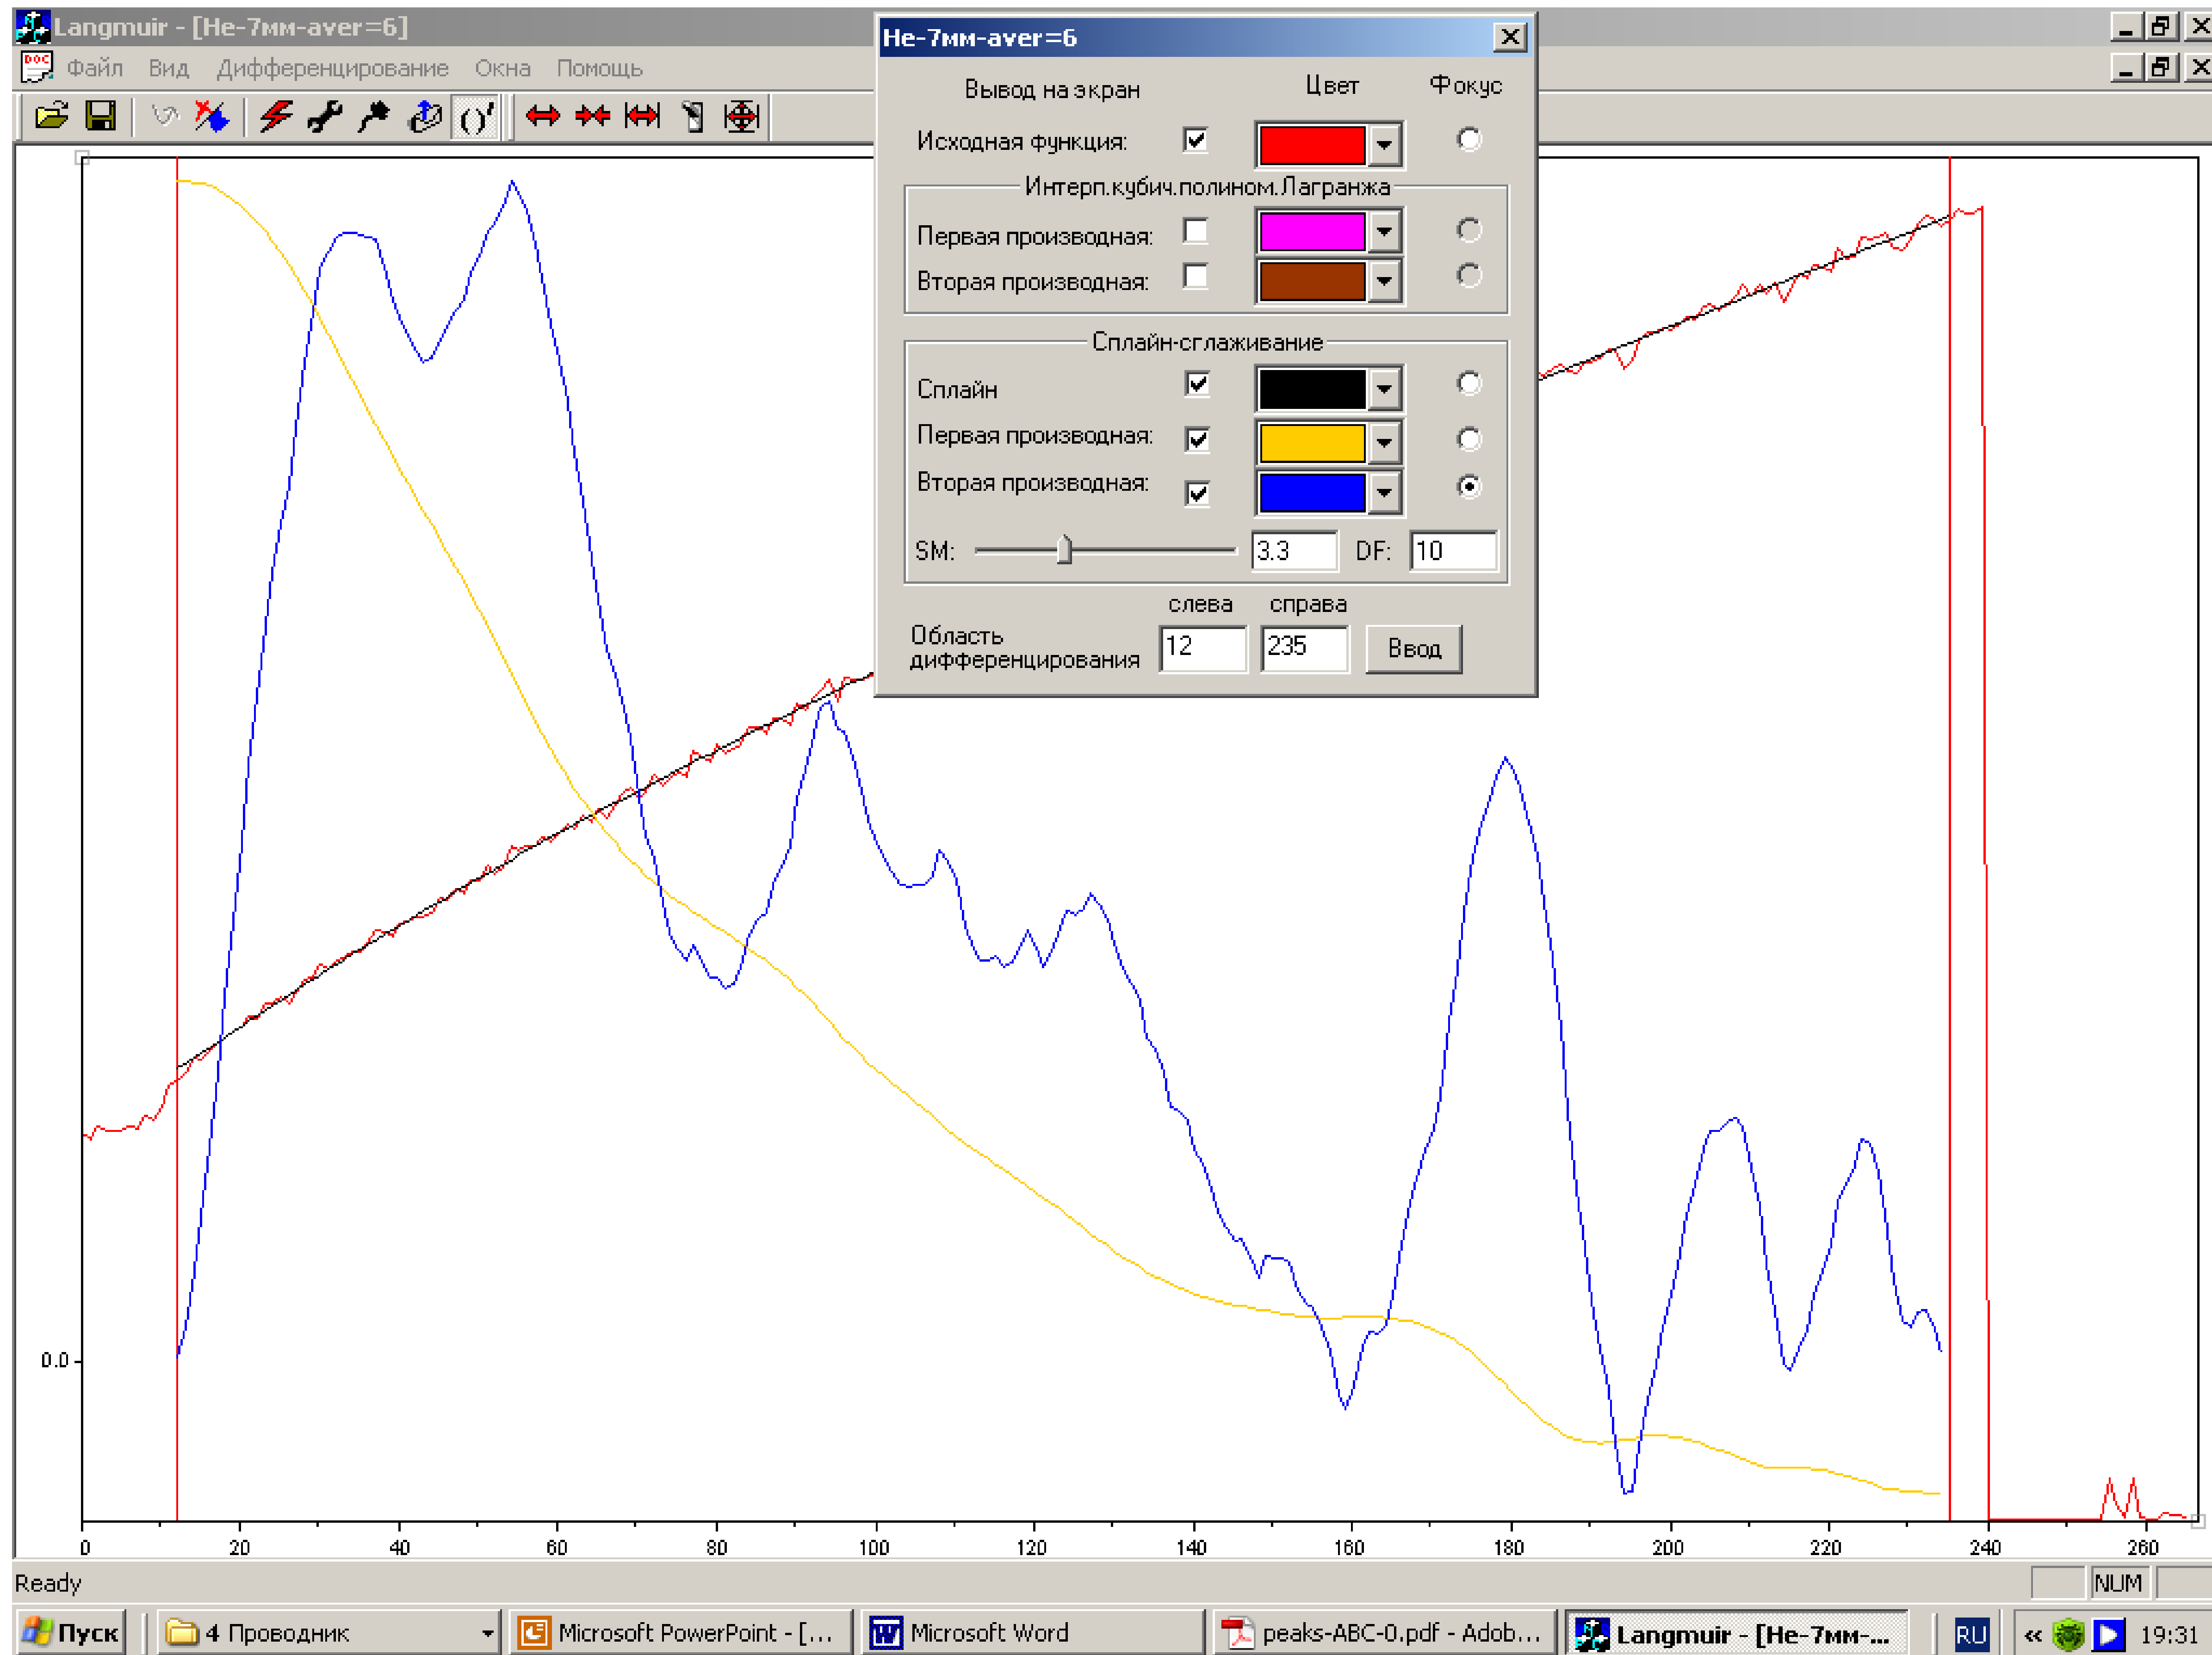 Langmuir - [Не-7мм-aver=6]
Файл Вид Дифференцирование Окна Помощь
Не-7мм-aver=6
Вывод на экран Цвет Фокус
Исходная функция:
Интерп.кубич.полином.Лагранжа
Первая производная:
Вторая производная:
Сплайн-сглаживание
Сплайн
Первая производная:
Вторая производная:
SM: 3.3 DF: 10
слева справа
Область
дифференцирования 12 235 Ввод
0.0
0 20 40 60 80 100 120 140 160 180 200 220 240 260
Ready NUM
Пуск 4 Проводник Microsoft PowerPoint - [... Microsoft Word peaks-ABC-0.pdf - Adob... Langmuir - [Не-7мм-... RU « 19:31